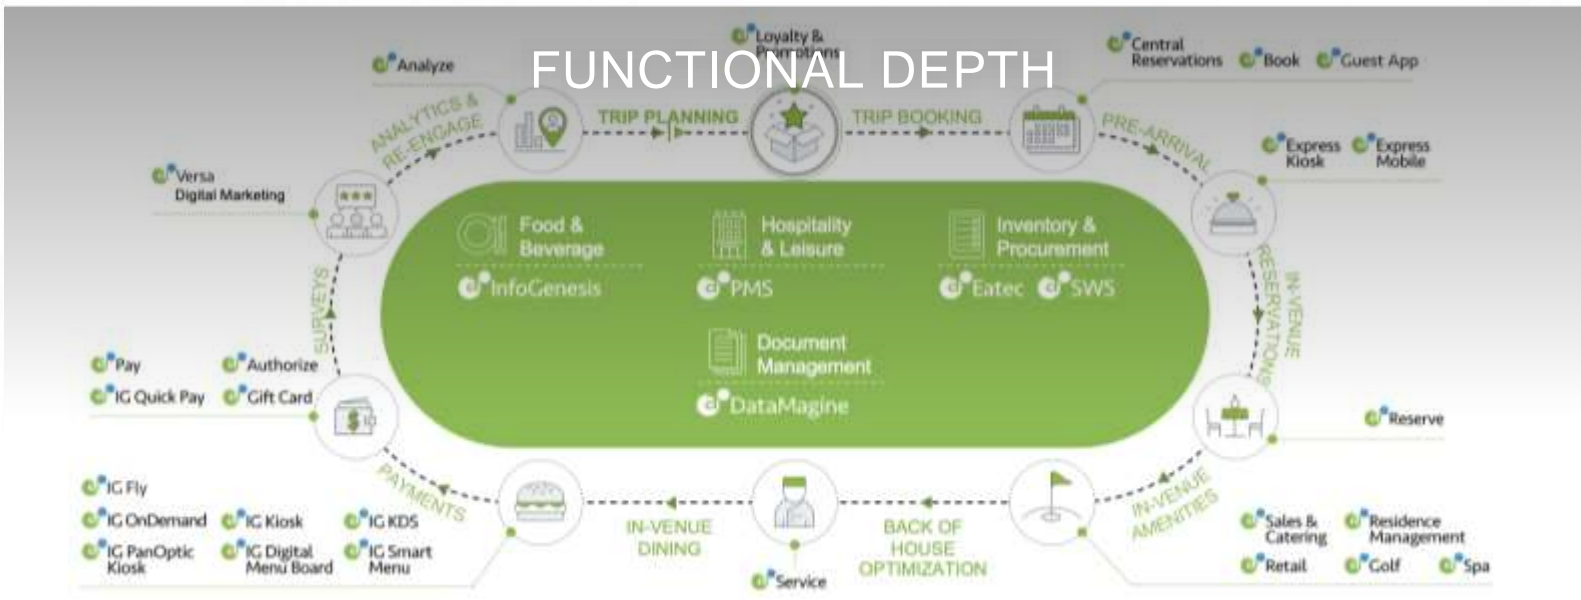 FUNCTIONAL DEPTH
Loyalty &
Promotions
Analyze
Central
Reservations
Book
Guest App
ANALYTICS &
RE-ENGAGE
TRIP PLANNING
TRIP BOOKING
PRE-ARRIVAL
Express
Kiosk
Express
Mobile
Versa
Digital Marketing
Food &
Beverage
InfoGenesis
Hospitality
& Leisure
PMS
Inventory &
Procurement
Eatec
SWS
Document
Management
DataMagine
SURVEYS
IN-VENUE
RESERVATIONS
Pay
Authorize
IG Quick Pay
Gift Card
Reserve
PAYMENTS
IN-VENUE
AMENITIES
IG Fly
IG OnDemand
IG Kiosk
IG KDS
IG PanOptic
Kiosk
IG Digital
Menu Board
IG Smart
Menu
IN-VENUE
DINING
Service
BACK OF
HOUSE
OPTIMIZATION
Sales &
Catering
Residence
Management
Retail
Golf
Spa